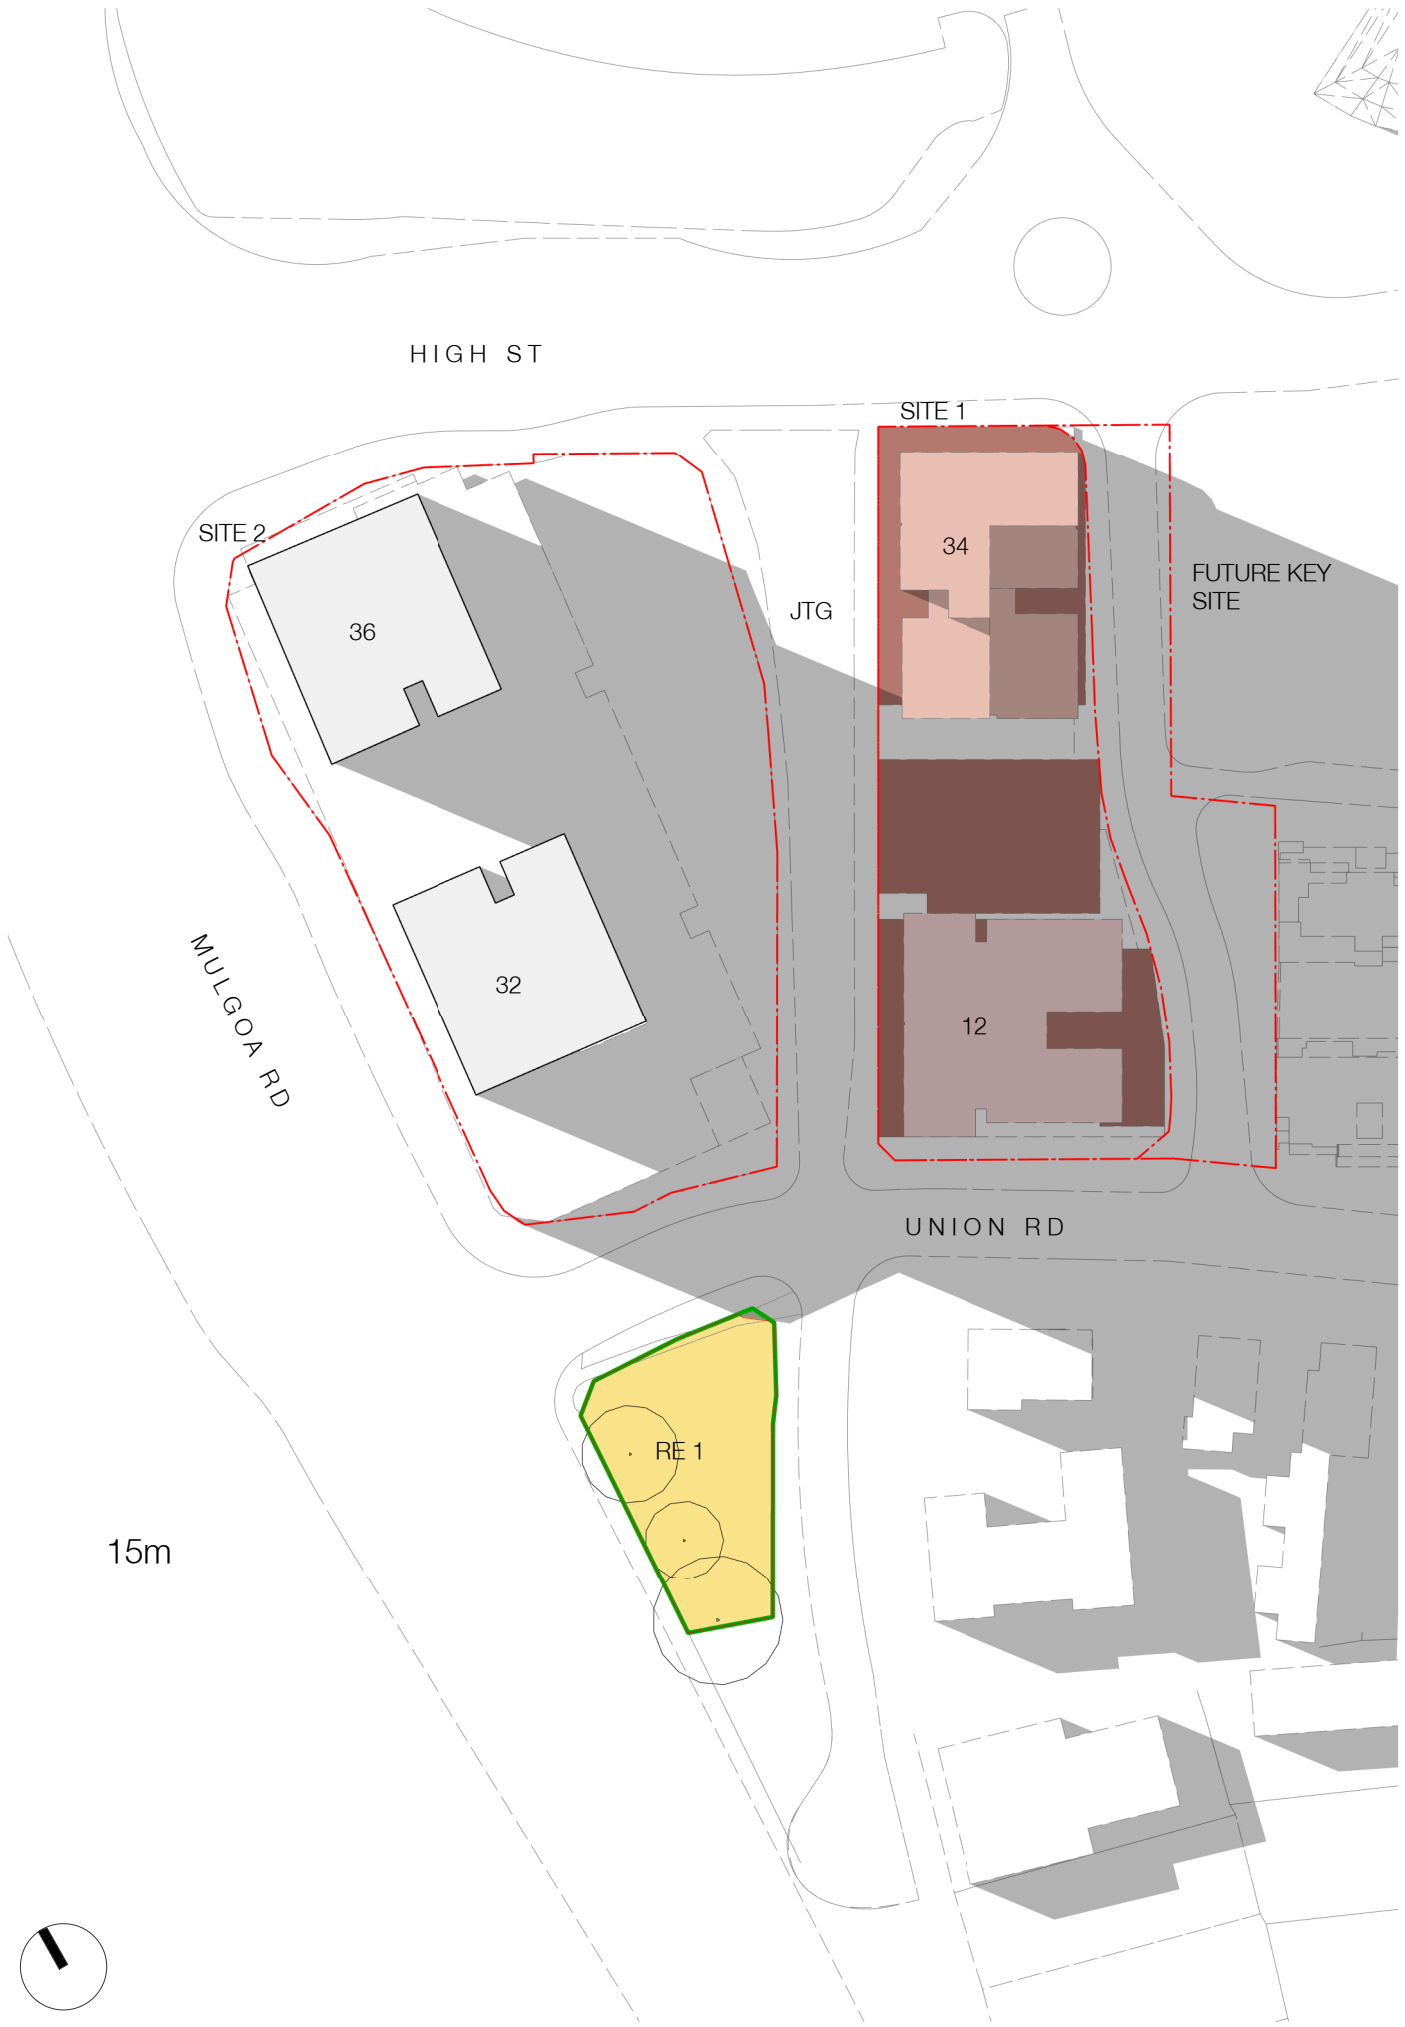 HIGH ST
SITE 1
SITE 2
34
FUTURE KEY
SITE
JTG
36
32
12
MULGOA RD
UNION RD
RE 1
15m